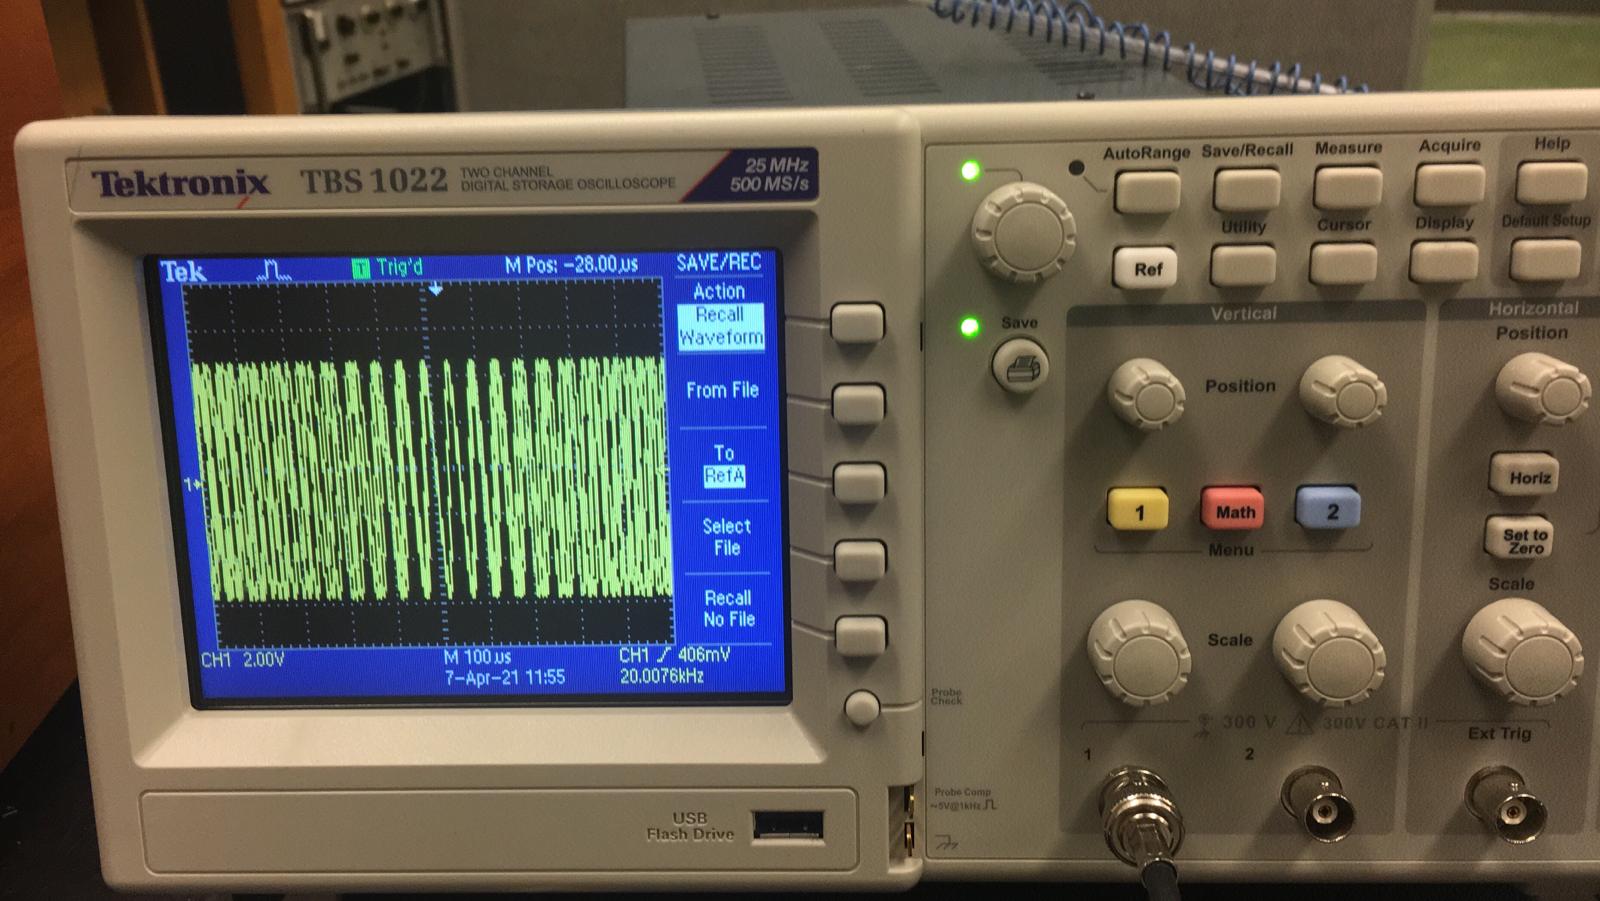 Tektronix TBS 1022 TWO CHANNEL
DIGITAL STORAGE OSCILLOSCOPE
25 MHz
500 MS/s
Tek T Trig'd M Pos: -28.00µs SAVE/REC
Action
Recall
Waveform
From File
To
RefA
Select
File
Recall
No File
1
CH1 2.00V M 100µs CH1 406mV
7-Apr-21 11:55 20.0076kHz
USB
Flash Drive
AutoRange Save/Recall Measure Acquire Help
Utility Cursor Display Default Setup
Ref
Save
Vertical
Horizontal
Position
Position
1 Math 2
Menu
Horiz
Set to
Zero
Scale
Scale
Probe
Check
300 V 300V CAT II
Ext Trig
1 2
Probe Comp
~5V@1kHz